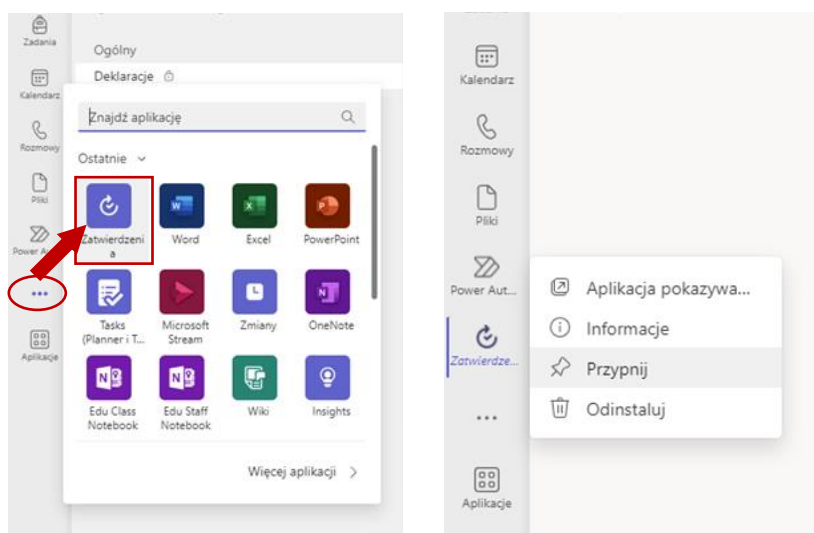 Zadania
Kalendarz
Rozmowy
Pliki
Power A
Aplikacje
Ogólny
Deklaracje
Znajdź aplikację
Ostatnie
Zatwierdzeni
a
Word
Excel
PowerPoint
Tasks
(Planner i T...
Microsoft
Stream
Zmiany
OneNote
Edu Class
Notebook
Edu Staff
Notebook
Wiki
Insights
Więcej aplikacji
Kalendarz
Rozmowy
Pliki
Power Aut...
Zatwierdze...
Aplikacje
Aplikacja pokazywa...
Informacje
Przypnij
Odinstaluj